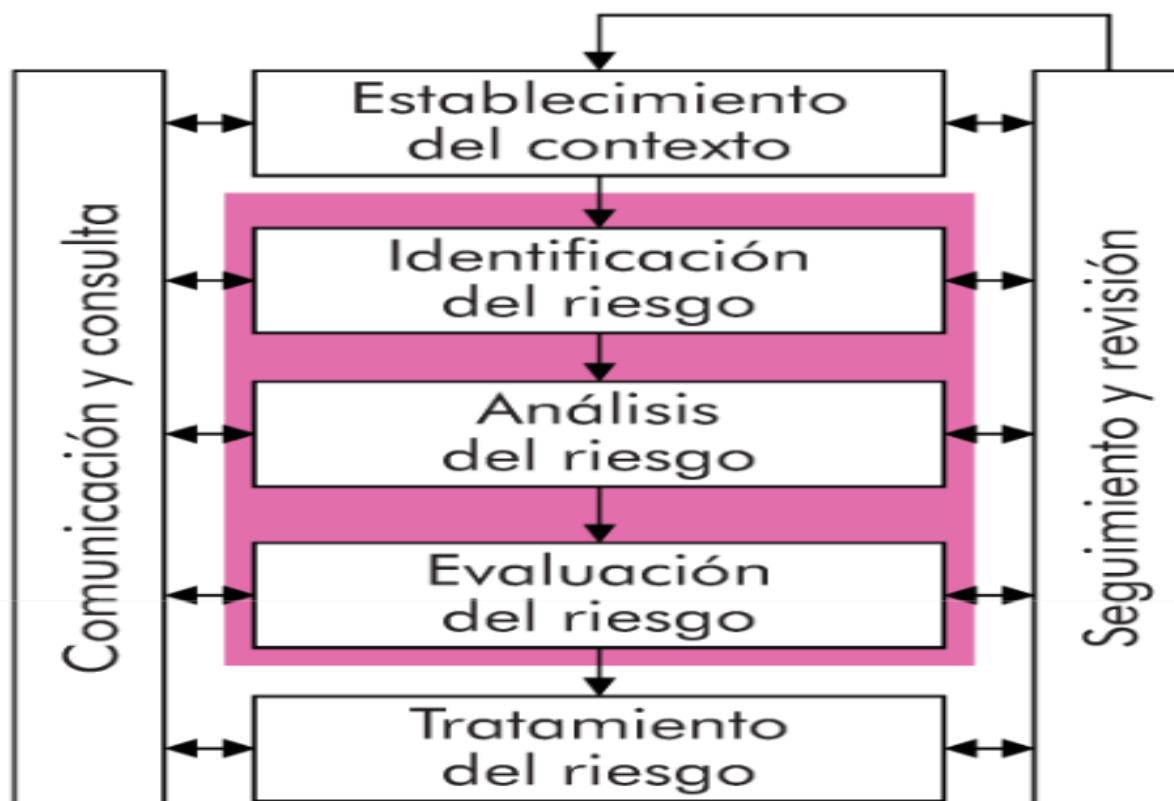 Establecimiento
del contexto
Identificación
del riesgo
Análisis
del riesgo
Evaluación
del riesgo
Tratamiento
del riesgo
Comunicación y consulta
Seguimiento y revisión